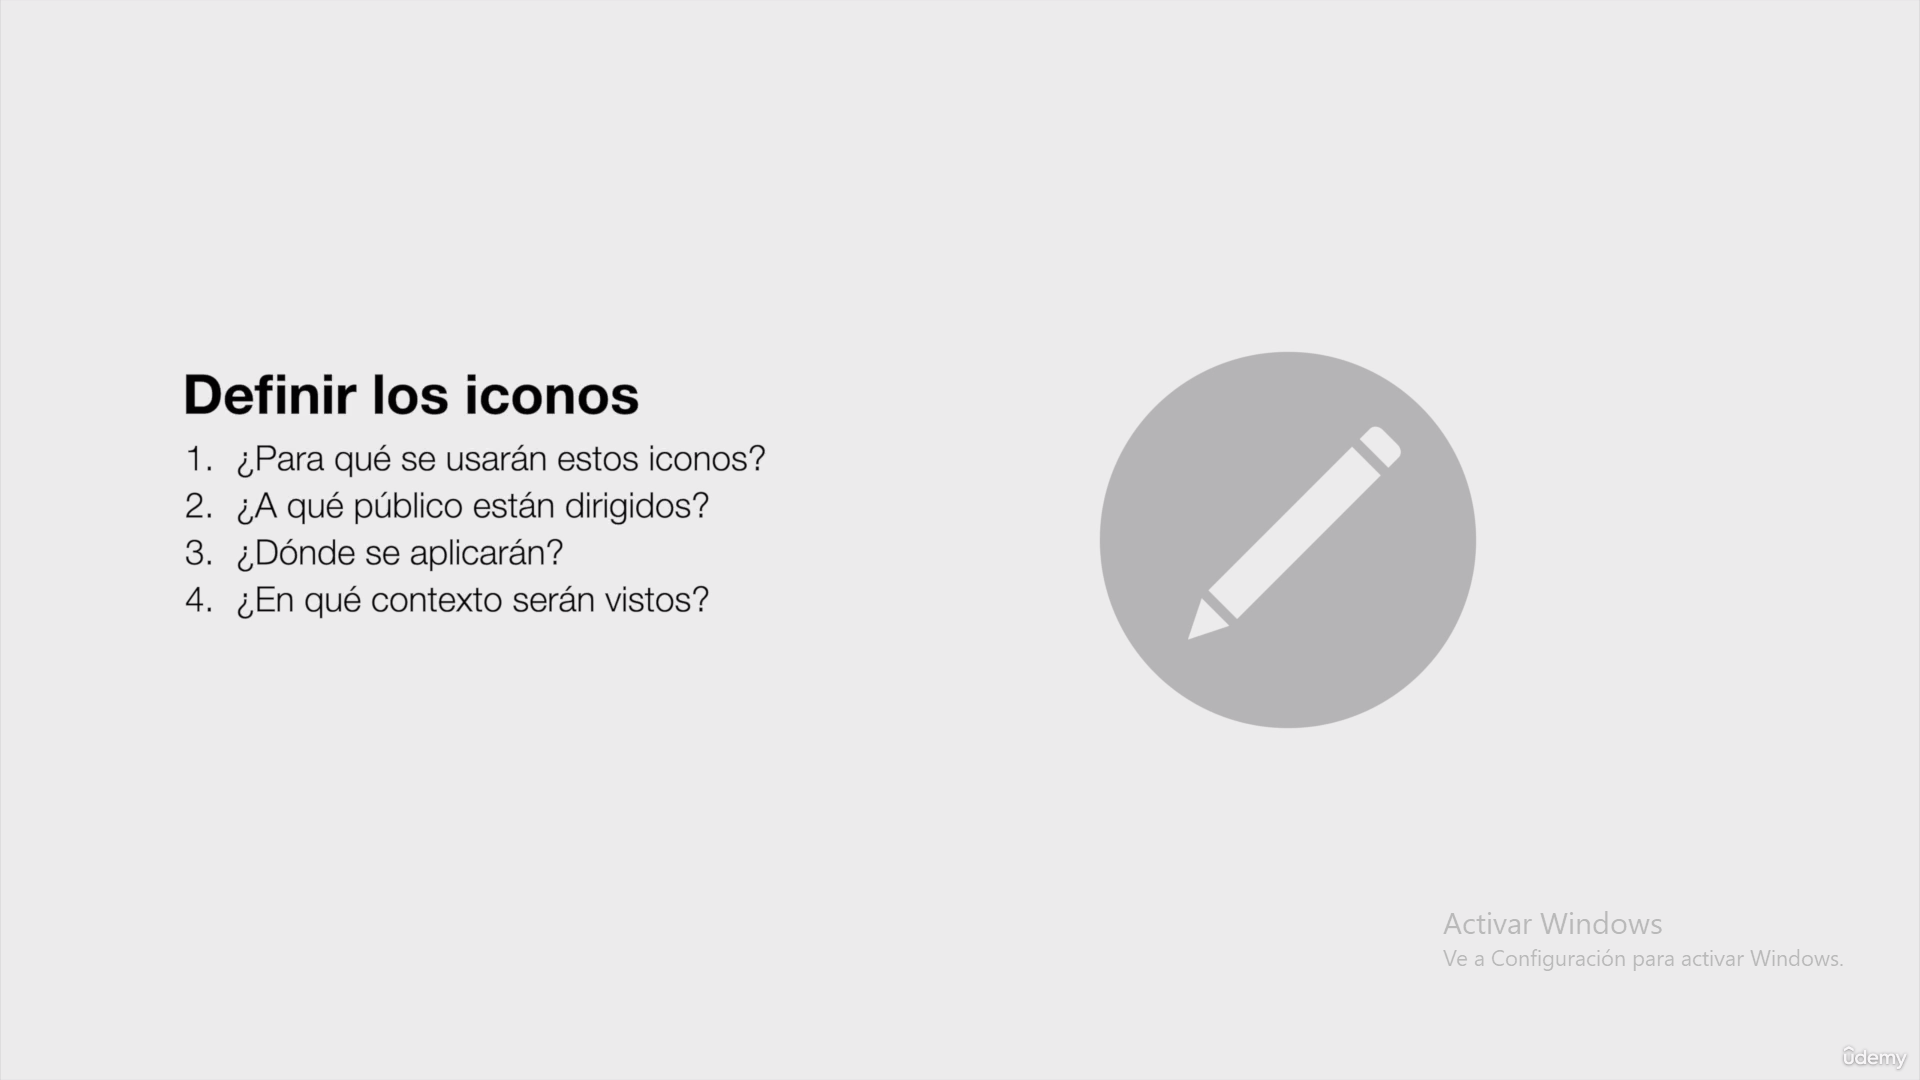 Definir los iconos
1. ¿Para qué se usarán estos iconos?
2. ¿A qué público están dirigidos?
3. ¿Dónde se aplicarán?
4. ¿En qué contexto serán vistos?
Activar Windows
Ve a Configuración para activar Windows.
ûdemy